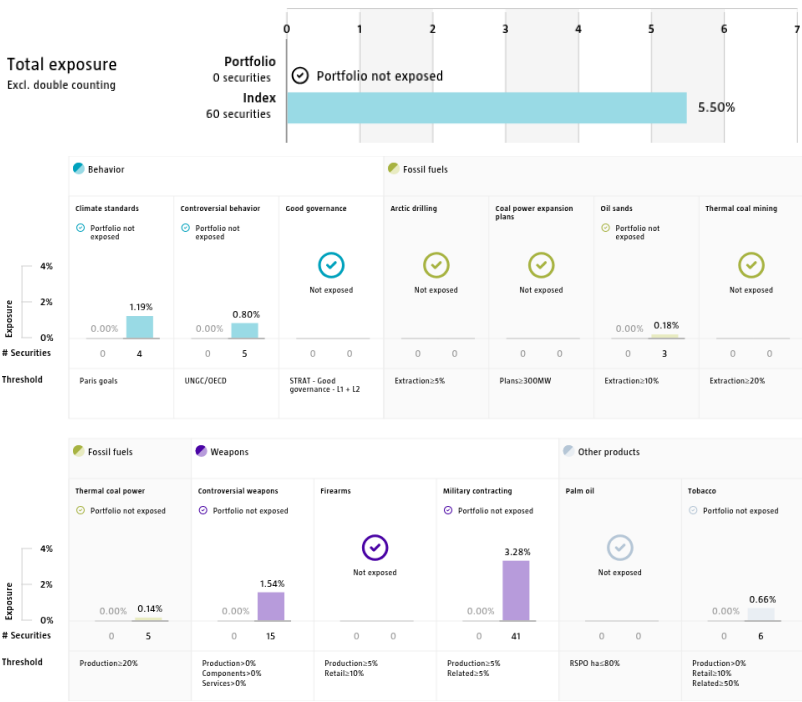 0 1 2 3 4 5 6 7
Total exposure
Excl. double counting
Portfolio
0 securities
Portfolio not exposed
Index
60 securities
5.50%
Behavior
Fossil fuels
Climate standards
Controversial behavior
Good governance
Arctic drilling
Coal power expansion
plans
Oil sands
Thermal coal mining
Portfolio not
exposed
Portfolio not
exposed
Portfolio not
exposed
Not exposed
Not exposed
Not exposed
Not exposed
Exposure
4%
2%
0%
0.00% 1.19%
0.00% 0.80%
0.00% 0.18%
# Securities 0 4 0 5 0 0 0 0 0 0 0 3 0 0
Threshold
Paris goals
UNGC/OECD
STRAT - Good
governance - L1 + L2
Extraction≥5%
Plans≥300MW
Extraction≥10%
Extraction≥20%
Fossil fuels
Weapons
Other products
Thermal coal power
Controversial weapons
Firearms
Military contracting
Palm oil
Tobacco
Portfolio not exposed
Portfolio not exposed
Portfolio not exposed
Portfolio not exposed
Not exposed
Not exposed
Exposure
4%
2%
0%
0.00% 0.14%
0.00% 1.54%
0.00% 3.28%
0.00% 0.66%
# Securities 0 5 0 15 0 0 0 41 0 0 0 6
Threshold
Production≥20%
Production>0%
Components>0%
Services>0%
Production≥5%
Retail≥10%
Production≥5%
Related≥5%
RSPO ha≤80%
Production>0%
Retail≥10%
Related≥50%